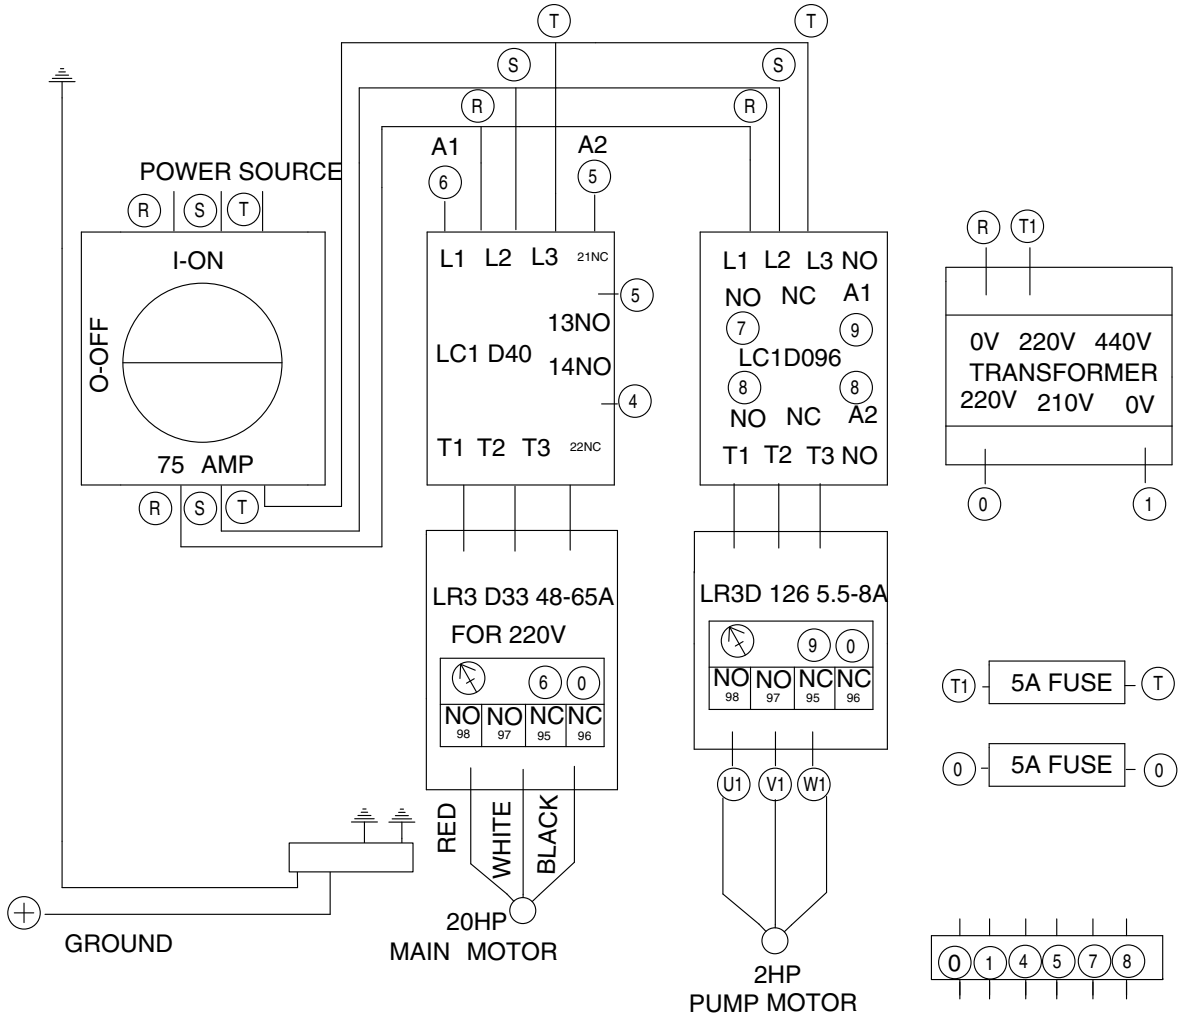 T T
S S
R R
A1 A2
6 5
POWER SOURCE
R S T
I-ON
O-OFF
75 AMP
R S T
L1 L2 L3 21NC
5
13NO
LC1 D40
14NO
4
T1 T2 T3 22NC
LR3 D33 48-65A
FOR 220V
6 0
NO NO NC NC
98 97 95 96
RED
WHITE
BLACK
20HP
MAIN MOTOR
GROUND
L1 L2 L3 NO
NO NC A1
7 9
LC1D096
8 8
NO NC A2
T1 T2 T3 NO
LR3D 126 5.5-8A
9 0
NO NO NC NC
98 97 95 96
U1 V1 W1
2HP
PUMP MOTOR
R T1
0V 220V 440V
TRANSFORMER
220V 210V 0V
0 1
T1 5A FUSE T
0 5A FUSE 0
0 1 4 5 7 8